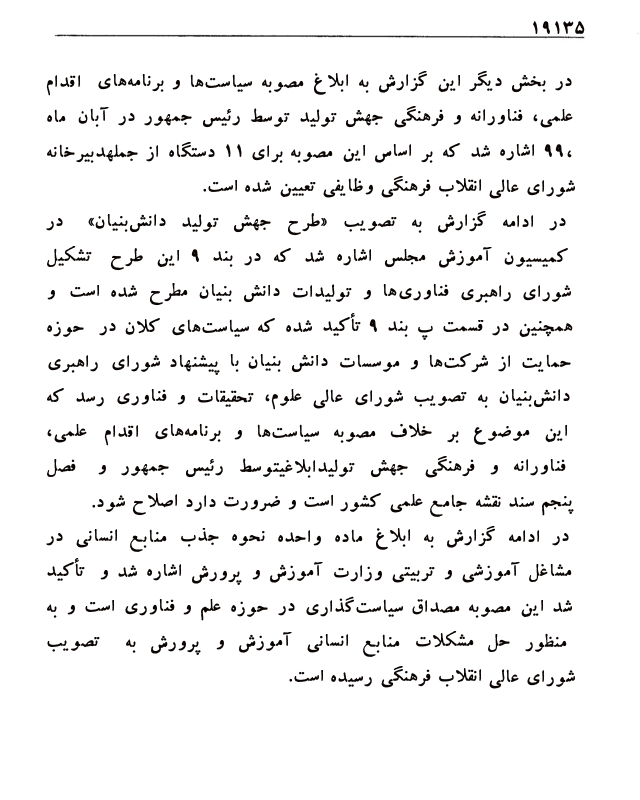 ۱۹۱۳۵
در بخش دیگر این گزارش به ابلاغ مصوبه سیاست‌ها و برنامه‌های اقدام
علمی، فناورانه و فرهنگی جهش تولید توسط رئیس جمهور در آبان ماه
۹۹، اشاره شد که بر اساس این مصوبه برای ۱۱ دستگاه از جملهدبیرخانه
شورای عالی انقلاب فرهنگی وظایفی تعیین شده است.
در ادامه گزارش به تصویب «طرح جهش تولید دانش‌بنیان» در
کمیسیون آموزش مجلس اشاره شد که در بند ۹ این طرح تشکیل
شورای راهبری فناوری‌ها و تولیدات دانش بنیان مطرح شده است و
همچنین در قسمت پ بند ۹ تأکید شده که سیاست‌های کلان در حوزه
حمایت از شرکت‌ها و موسسات دانش بنیان با پیشنهاد شورای راهبری
دانش‌بنیان به تصویب شورای عالی علوم، تحقیقات و فناوری رسد که
این موضوع بر خلاف مصوبه سیاست‌ها و برنامه‌های اقدام علمی،
فناورانه و فرهنگی جهش تولیدابلاغیتوسط رئیس جمهور و فصل
پنجم سند نقشه جامع علمی کشور است و ضرورت دارد اصلاح شود.
در ادامه گزارش به ابلاغ ماده واحده نحوه جذب منابع انسانی در
مشاغل آموزشی و تربیتی وزارت آموزش و پرورش اشاره شد و تأکید
شد این مصوبه مصداق سیاست‌گذاری در حوزه علم و فناوری است و به
منظور حل مشکلات منابع انسانی آموزش و پرورش به تصویب
شورای عالی انقلاب فرهنگی رسیده است.